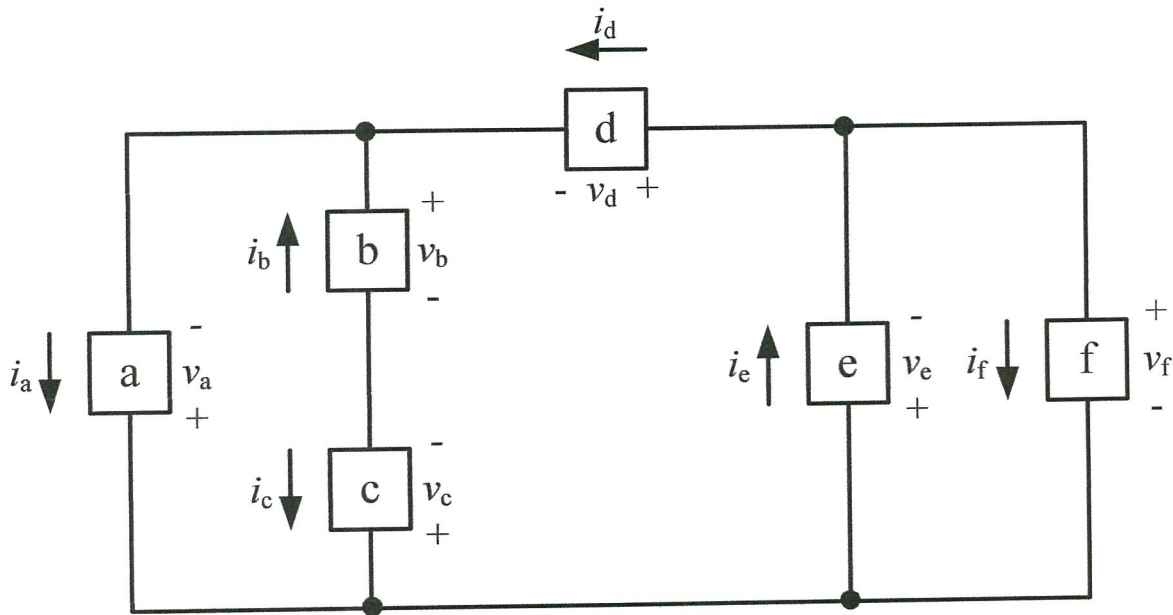 i_d
d
- v_d +
+
i_b b v_b
-
-
i_a a v_a
+
-
i_e e v_e
+
+
i_f f v_f
-
-
i_c c v_c
+